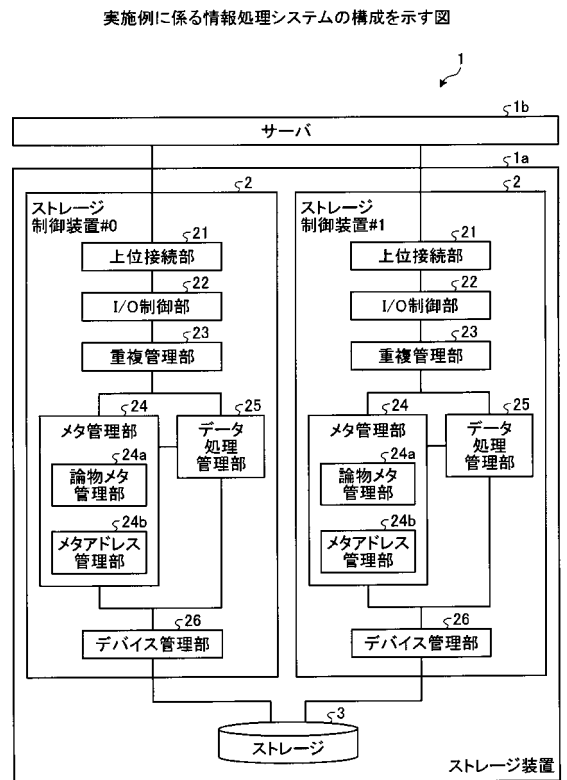 実施例に係る情報処理システムの構成を示す図
1
1b
サーバ
1a
2
ストレージ
制御装置#0
21
上位接続部
22
I/O制御部
23
重複管理部
24
メタ管理部
24a
論物メタ
管理部
24b
メタアドレス
管理部
25
データ
処理
管理部
26
デバイス管理部
2
ストレージ
制御装置#1
21
上位接続部
22
I/O制御部
23
重複管理部
24
メタ管理部
24a
論物メタ
管理部
24b
メタアドレス
管理部
25
データ
処理
管理部
26
デバイス管理部
3
ストレージ
ストレージ装置